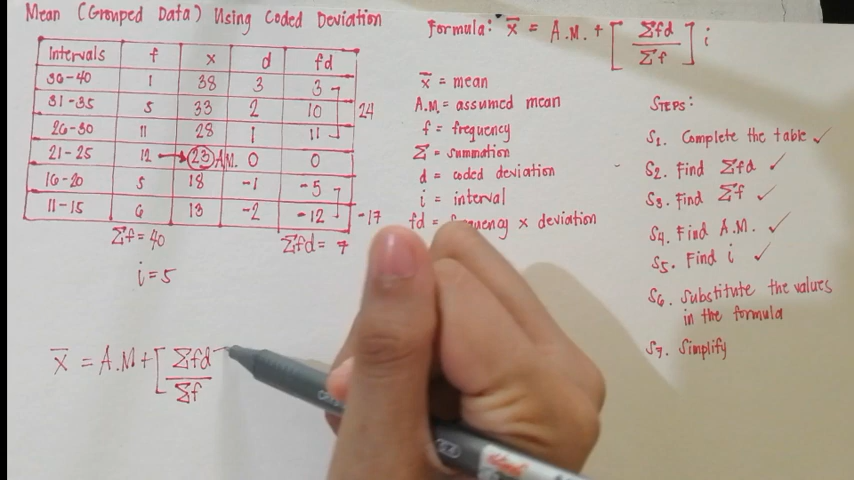 Mean (Grouped Data) Using Coded Deviation
Formula: x̄ = A.M. + [ Σfd / Σf ] i
Intervals f x d fd
36-40 1 38 3 3
31-35 5 33 2 10 24
26-30 11 28 1 11
21-25 12 → 23 A.M. 0 0
16-20 5 18 -1 -5
11-15 6 13 -2 -12 -17
Σf = 40 Σfd = 7
i = 5
x̄ = mean
A.M. = assumed mean
f = frequency
Σ = summation
d = coded deviation
i = interval
fd = x deviation
STEPS:
S1. Complete the table ✓
S2. Find Σfd ✓
S3. Find Σf ✓
S4. Find A.M. ✓
S5. Find i ✓
S6. Substitute the values
in the formula
S7. Simplify
x̄ = A.M + [ Σfd / Σf